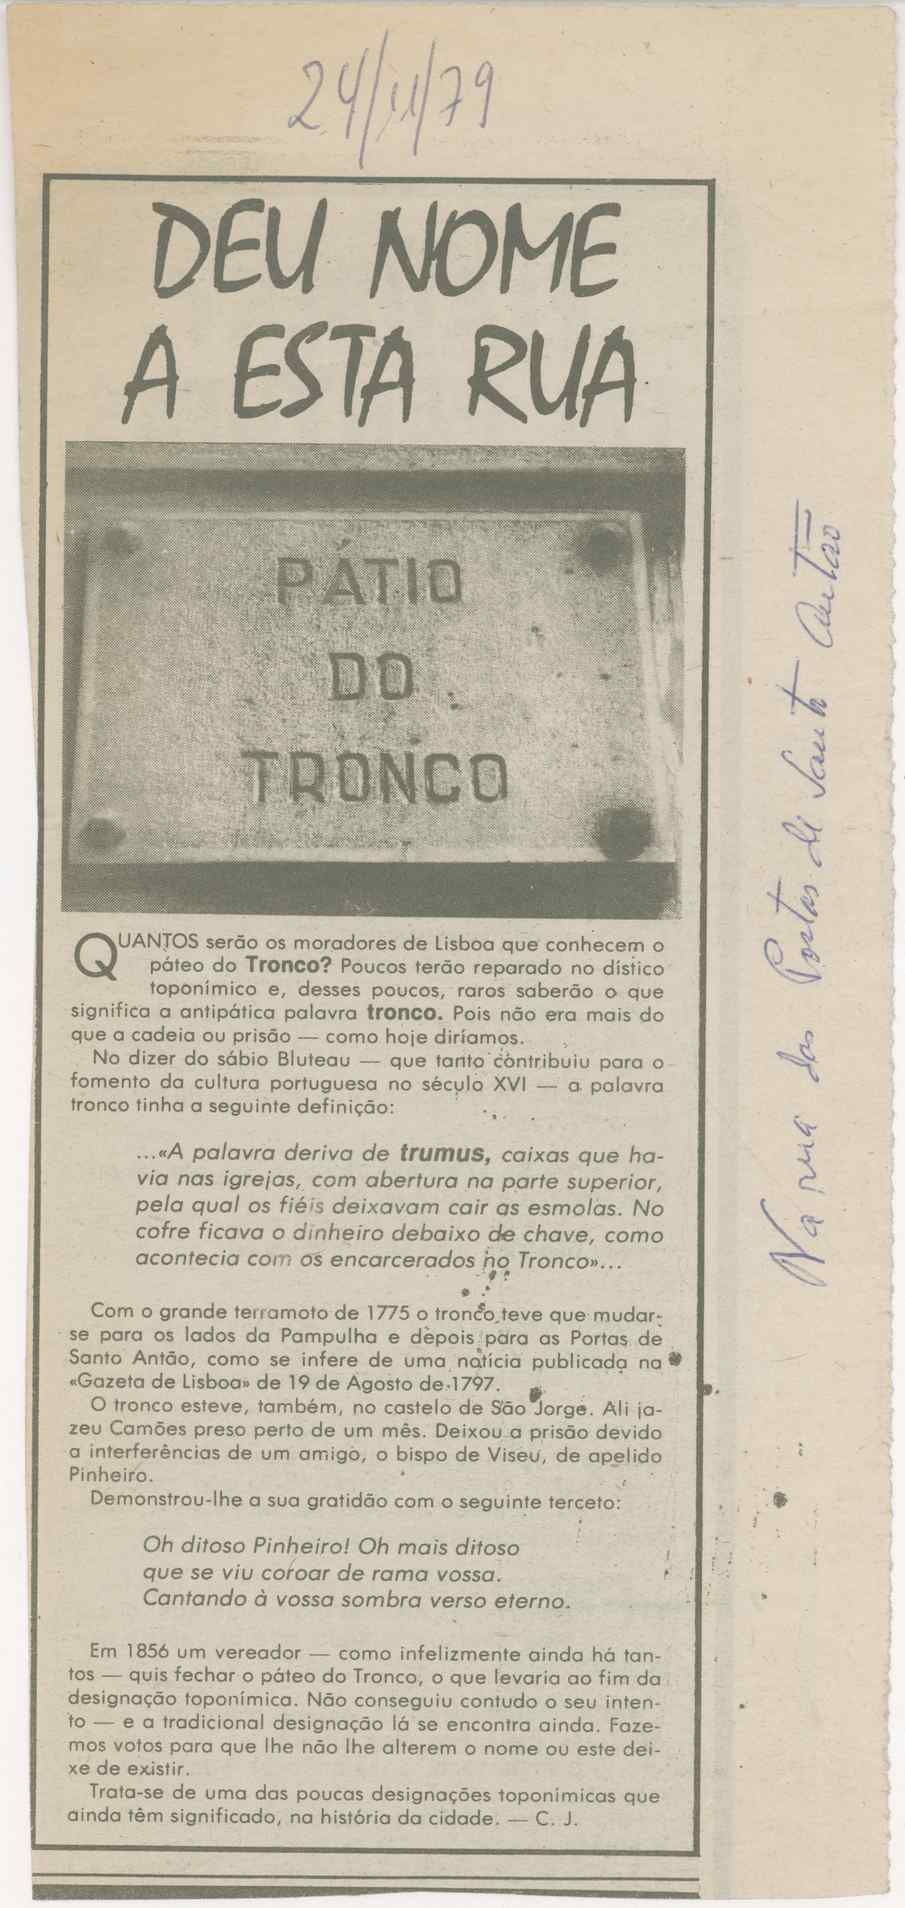 24/11/79
DEU NOME
A ESTA RUA
PÁTIO
DO
TRONCO
QUANTOS serão os moradores de Lisboa que conhecem o
páteo do Tronco? Poucos terão reparado no dístico
toponímico e, desses poucos, raros saberão o que
significa a antipática palavra tronco. Pois não era mais do
que a cadeia ou prisão — como hoje diríamos.
No dizer do sábio Bluteau — que tanto contribuiu para o
fomento da cultura portuguesa no século XVI — a palavra
tronco tinha a seguinte definição:
...«A palavra deriva de trumus, caixas que ha-
via nas igrejas, com abertura na parte superior,
pela qual os fiéis deixavam cair as esmolas. No
cofre ficava o dinheiro debaixo de chave, como
acontecia com os encarcerados no Tronco»...
Com o grande terramoto de 1775 o tronco teve que mudar-
se para os lados da Pampulha e depois para as Portas de
Santo Antão, como se infere de uma notícia publicada na
«Gazeta de Lisboa» de 19 de Agosto de 1797.
O tronco esteve, também, no castelo de São Jorge. Ali ja-
zeu Camões preso perto de um mês. Deixou a prisão devido
a interferências de um amigo, o bispo de Viseu, de apelido
Pinheiro.
Demonstrou-lhe a sua gratidão com o seguinte terceto:
Oh ditoso Pinheiro! Oh mais ditoso
que se viu coroar de rama vossa.
Cantando à vossa sombra verso eterno.
Em 1856 um vereador — como infelizmente ainda há tan-
tos — quis fechar o páteo do Tronco, o que levaria ao fim da
designação toponímica. Não conseguiu contudo o seu inten-
to — e a tradicional designação lá se encontra ainda. Faze-
mos votos para que lhe não lhe alterem o nome ou este dei-
xe de existir.
Trata-se de uma das poucas designações toponímicas que
ainda têm significado, na história da cidade. — C. J.
Na rua das Portas de Santo Antão